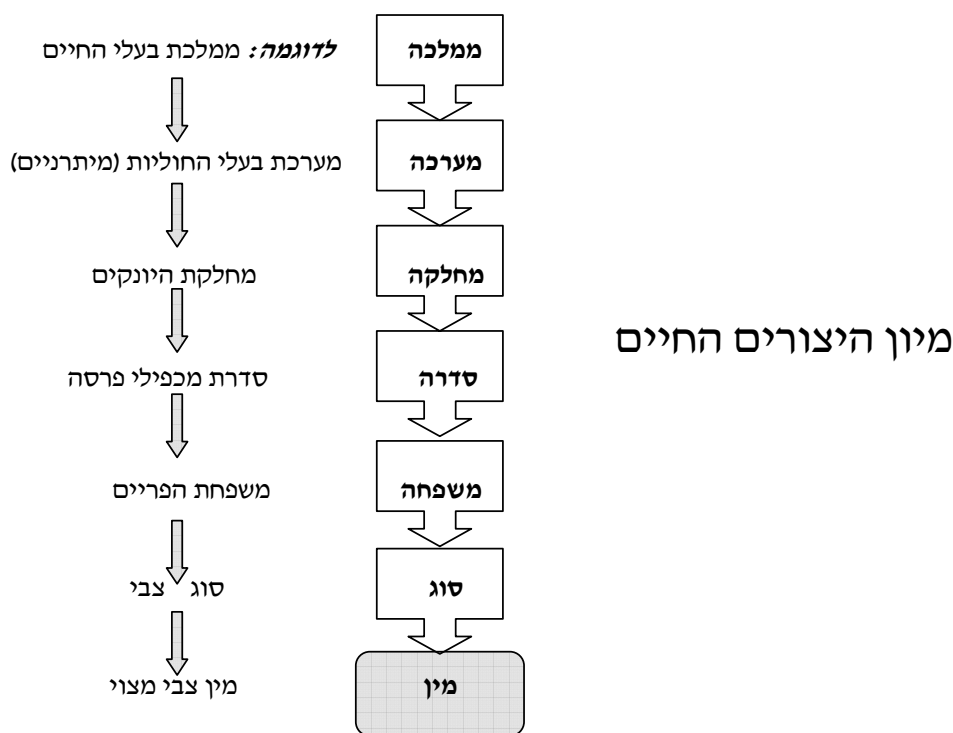 מיון היצורים החיים
ממלכה
לדוגמה: ממלכת בעלי החיים
מערכה
מערכת בעלי החוליות (מיתרניים)
מחלקה
מחלקת היונקים
סדרה
סדרת מכפילי פרסה
משפחה
משפחת הפריים
סוג
סוג צבי
מין
מין צבי מצוי